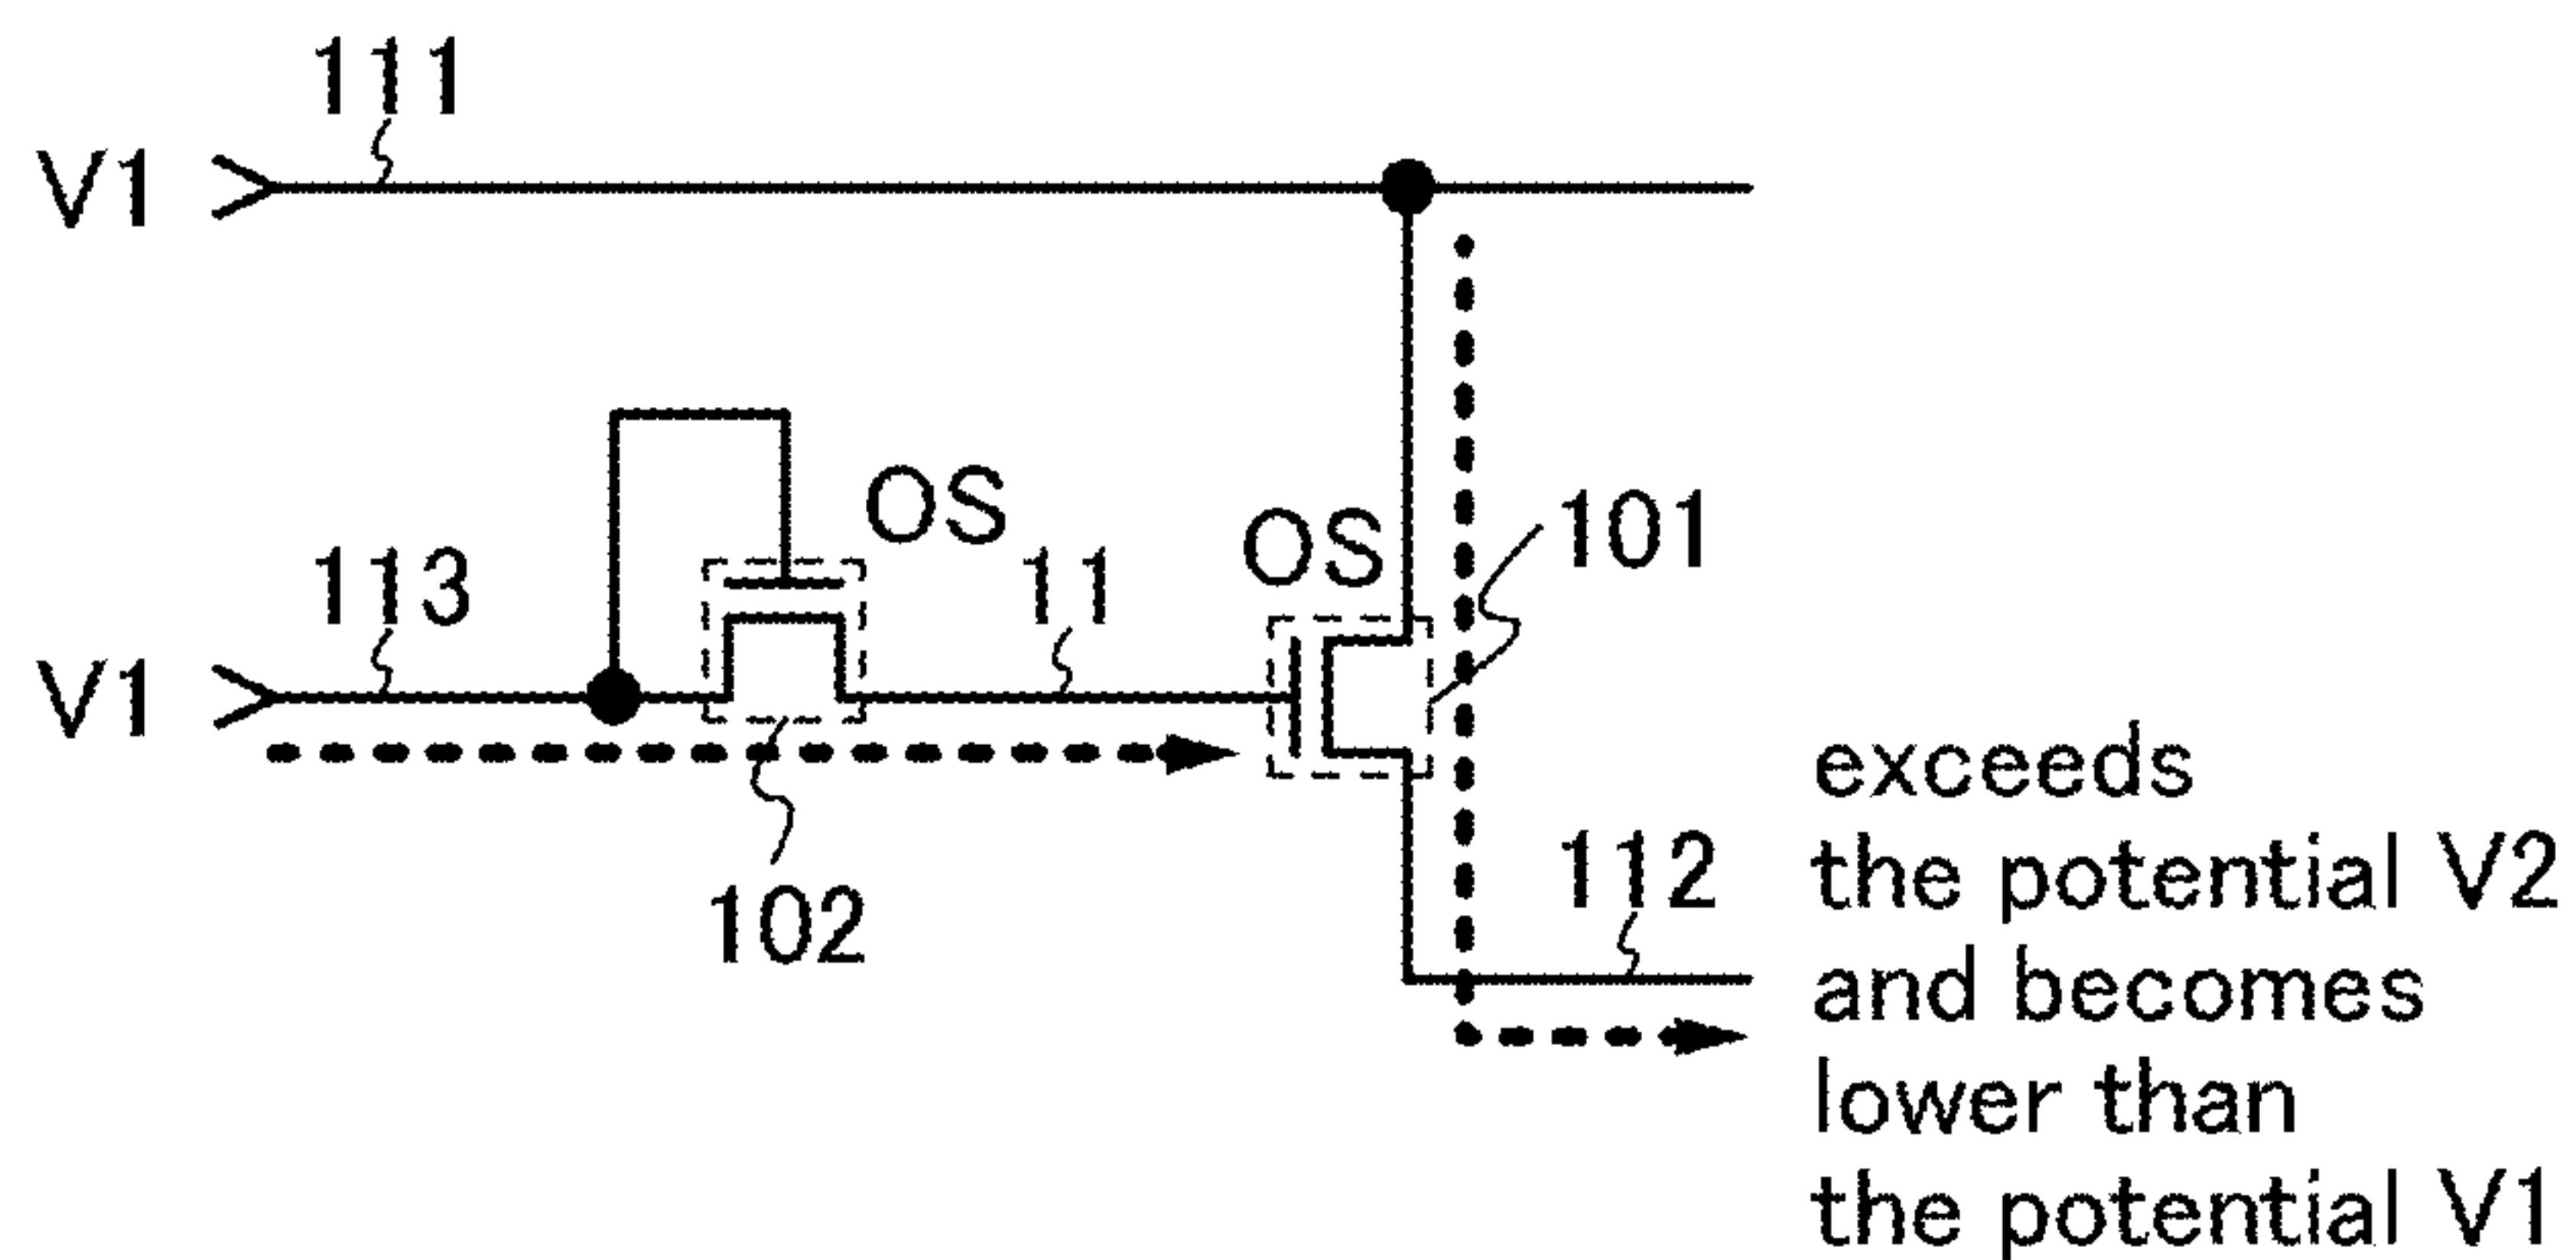 111
V1
OS
113
11
OS
101
V1
102
112
exceeds
the potential V2
and becomes
lower than
the potential V1